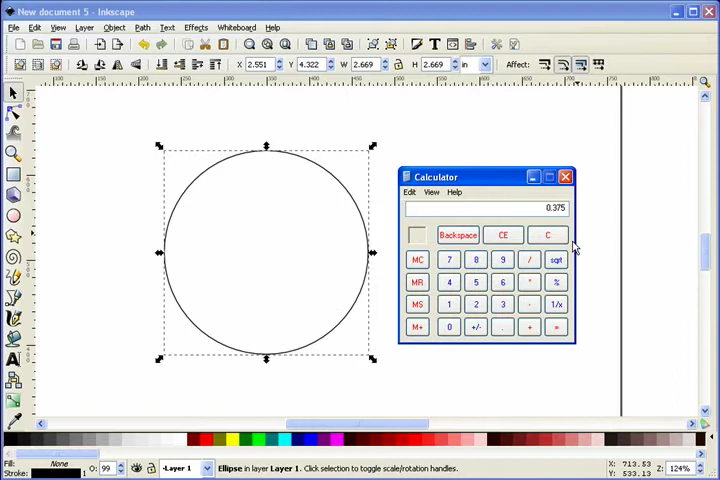 New document 5 - Inkscape
File Edit View Layer Object Path Text Effects Whiteboard Help
X 2.551 Y 4.322 W 2.669 H 2.669 in Affect:
Calculator
Edit View Help
0.375
Backspace CE C
MC 7 8 9 / sqrt
MR 4 5 6 * %
MS 1 2 3 - 1/x
M+ 0 +/- . + =
Fill: None
Stroke: O: 99 Layer 1 Ellipse in layer Layer 1. Click selection to toggle scale/rotation handles.
X: 713.53
Y: 533.13
Z: 124%